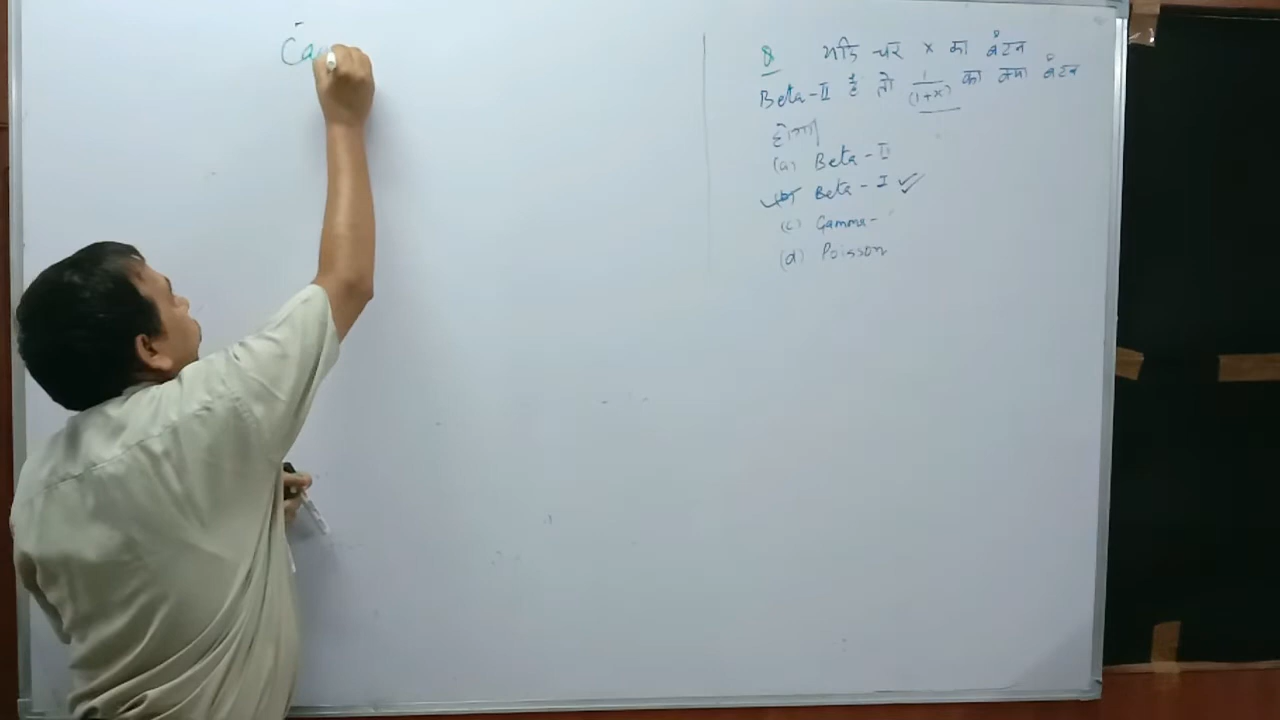 Ca
Q यदि चर x का बंटन
Beta-II है तो 1/(1+x) का क्या बंटन
होगा
(a) Beta-II
(b) Beta-I ✓
(c) Gamma-
(d) Poisson